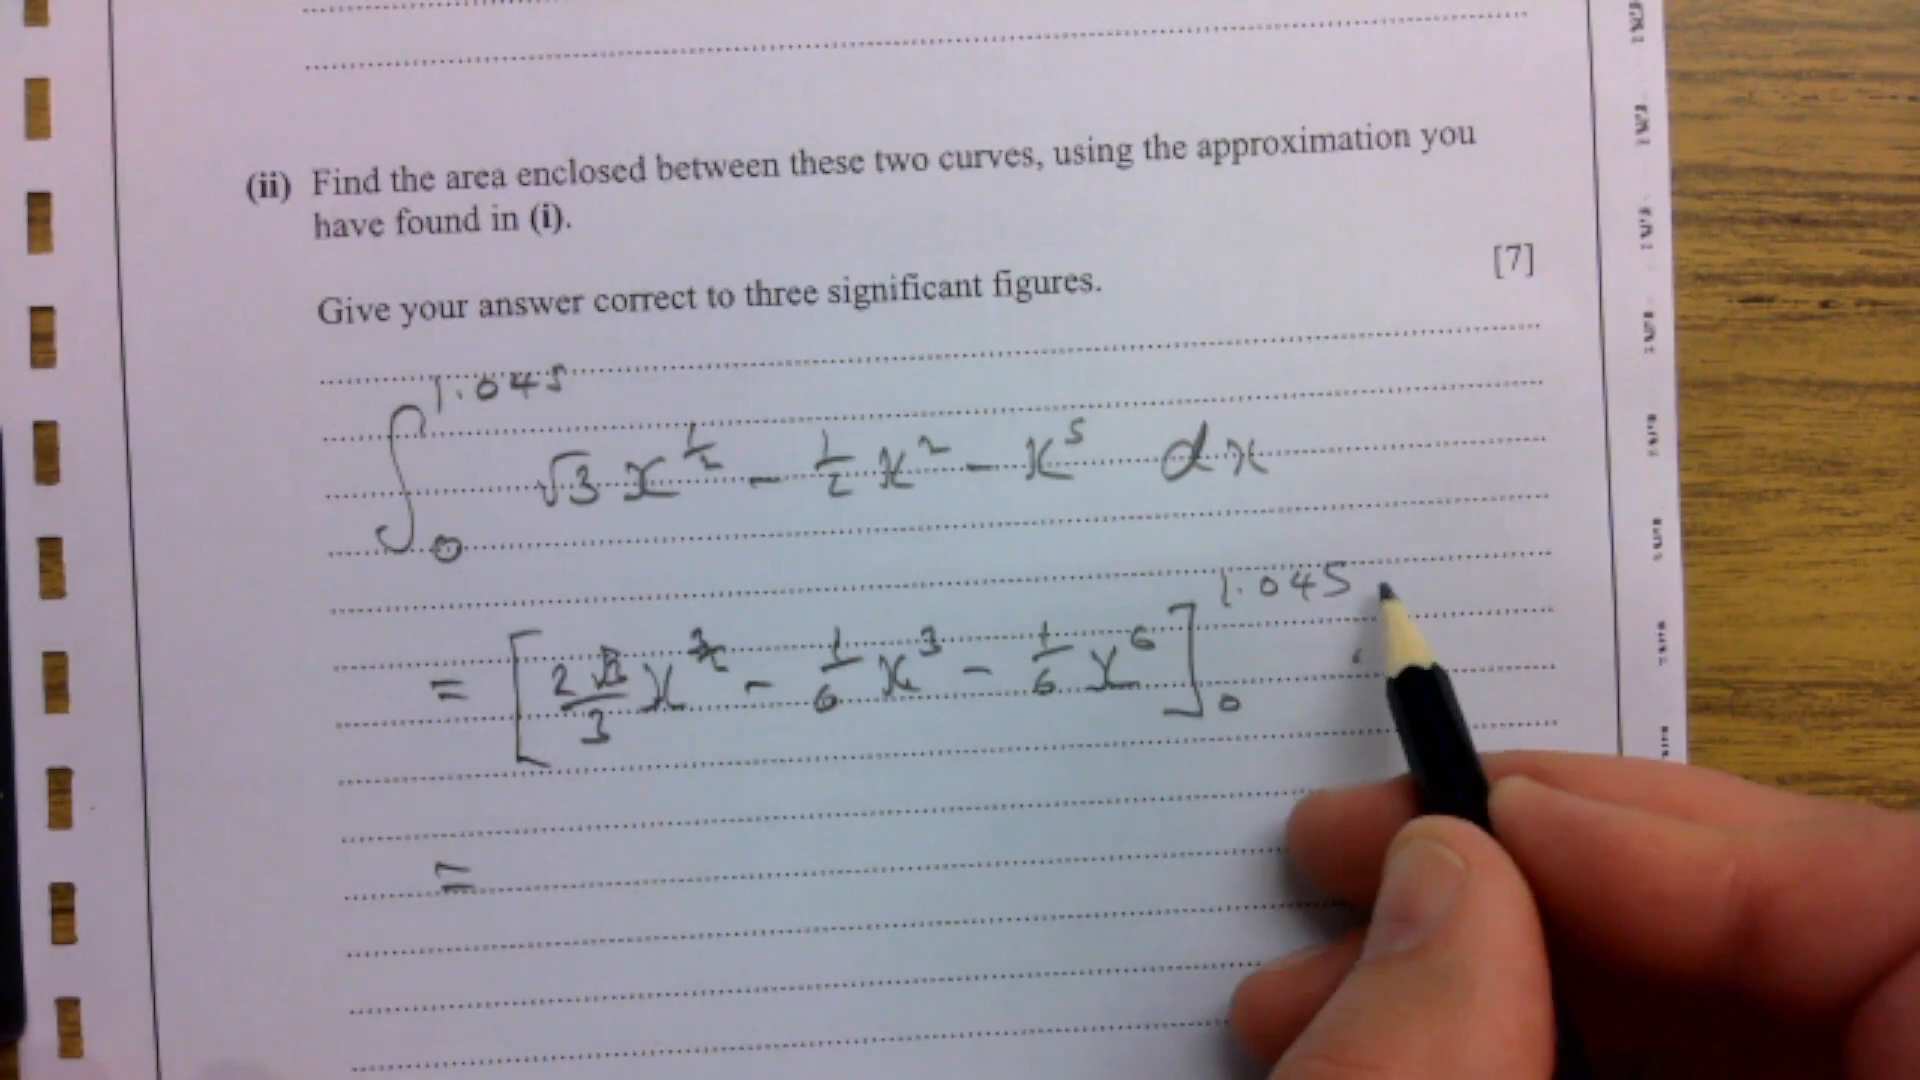 (ii) Find the area enclosed between these two curves, using the approximation you
have found in (i).
[7]
Give your answer correct to three significant figures.
∫₀^1.045 √3 x^(1/2) - 1/2 x² - x⁵ dx
= [2√3/3 x^(3/2) - 1/6 x³ - 1/6 x⁶]₀^1.045
=